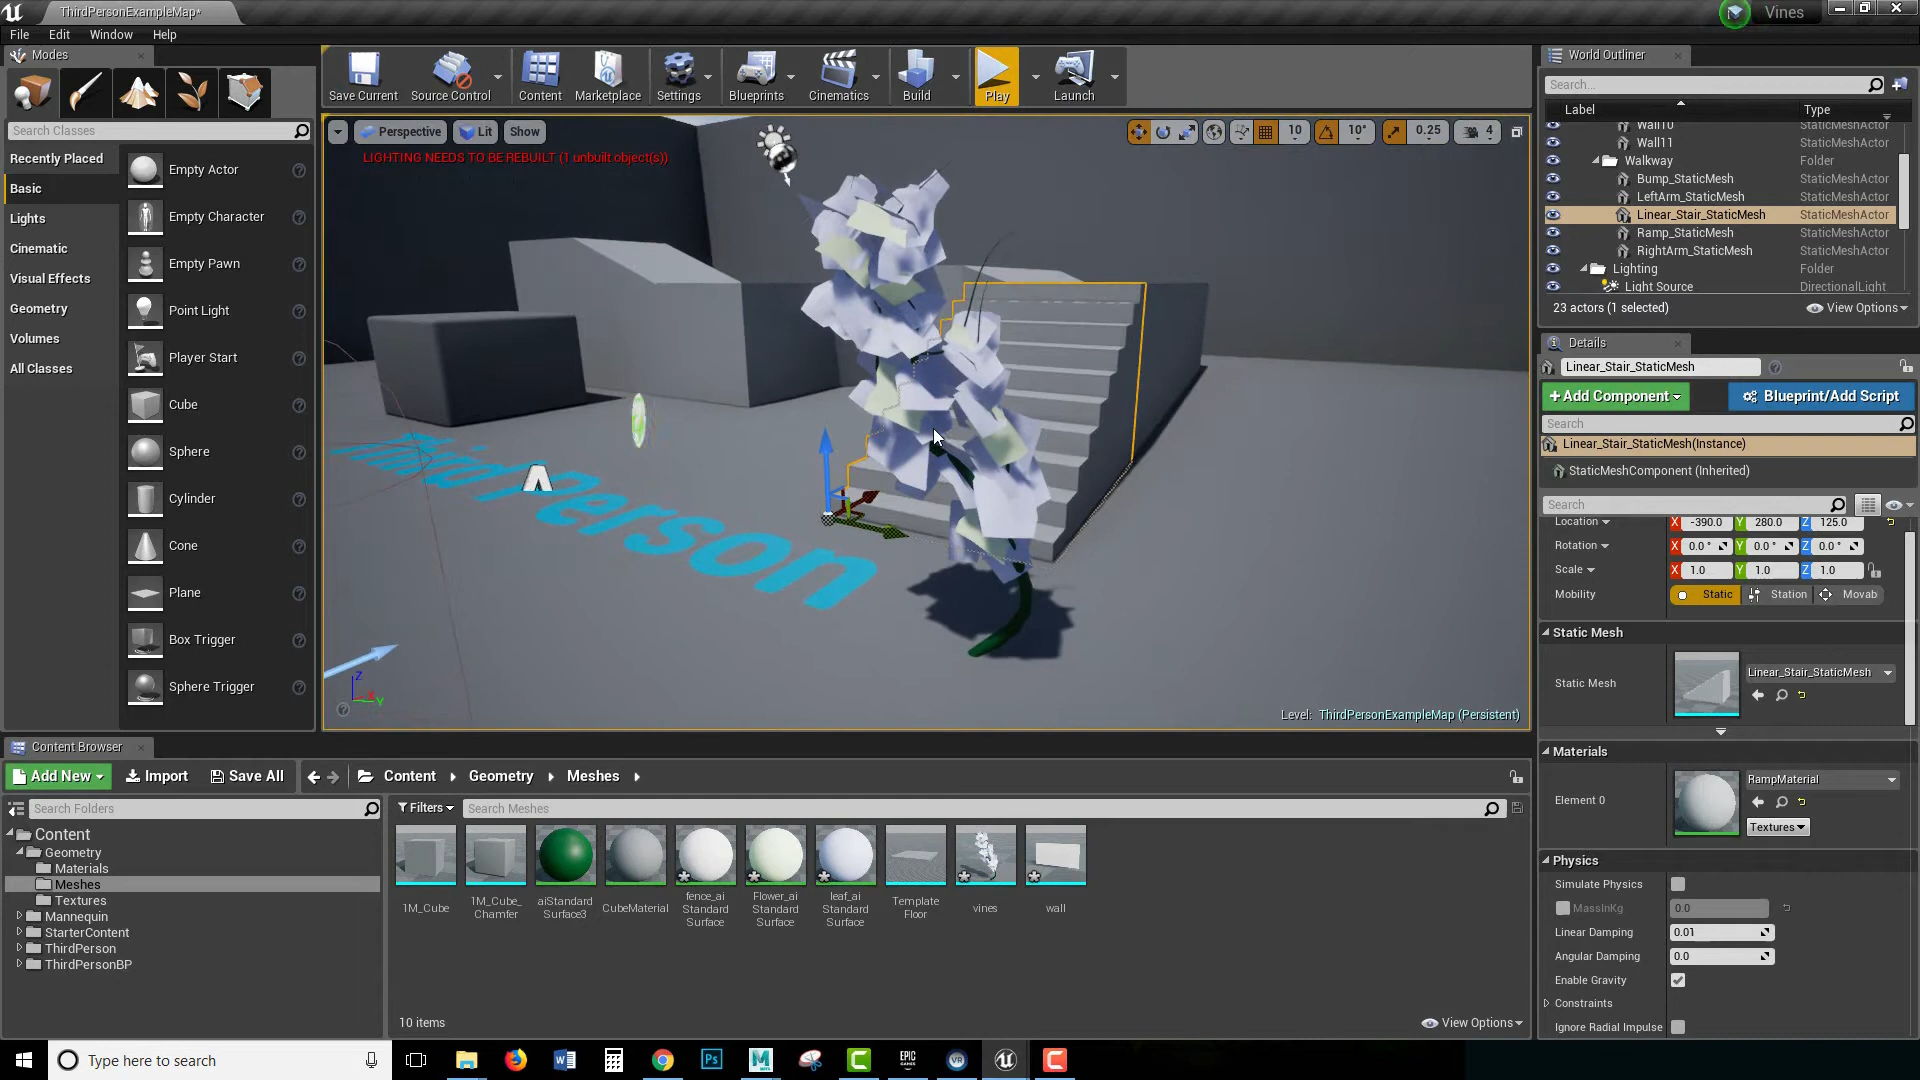 ThirdPersonExampleMap*
Vines
File Edit Window Help
Modes
Search Classes
Recently Placed
Basic
Lights
Cinematic
Visual Effects
Geometry
Volumes
All Classes
Empty Actor
Empty Character
Empty Pawn
Point Light
Player Start
Cube
Sphere
Cylinder
Cone
Plane
Box Trigger
Sphere Trigger
Save Current Source Control Content Marketplace Settings Blueprints Cinematics Build Play Launch
Perspective Lit Show
10 10° 0.25 4
LIGHTING NEEDS TO BE REBUILT (1 unbuilt object(s))
ThirdPerson
Z
X Y
Level: ThirdPersonExampleMap (Persistent)
World Outliner
Search...
Label Type
Wall10 StaticMeshActor
Wall11 StaticMeshActor
Walkway Folder
Bump_StaticMesh StaticMeshActor
LeftArm_StaticMesh StaticMeshActor
Linear_Stair_StaticMesh StaticMeshActor
Ramp_StaticMesh StaticMeshActor
RightArm_StaticMesh StaticMeshActor
Lighting Folder
Light Source DirectionalLight
23 actors (1 selected) View Options
Details
Linear_Stair_StaticMesh
+Add Component Blueprint/Add Script
Search
Linear_Stair_StaticMesh(Instance)
StaticMeshComponent (Inherited)
Search
Location X -390.0 Y 280.0 Z 125.0
Rotation X 0.0° Y 0.0° Z 0.0°
Scale X 1.0 Y 1.0 Z 1.0
Mobility Static Station Movab
Static Mesh
Static Mesh Linear_Stair_StaticMesh
Materials
Element 0 RampMaterial
Textures
Physics
Simulate Physics
MassInKg 0.0
Linear Damping 0.01
Angular Damping 0.0
Enable Gravity
Constraints
Ignore Radial Impulse
Content Browser
Add New Import Save All Content Geometry Meshes
Search Folders
Filters Search Meshes
Content
Geometry
Materials
Meshes
Textures
Mannequin
StarterContent
ThirdPerson
ThirdPersonBP
1M_Cube
1M_Cube_
Chamfer
aiStandard
Surface3
CubeMaterial
fence_ai
Standard
Surface
Flower_ai
Standard
Surface
leaf_ai
Standard
Surface
Template
Floor
vines
wall
10 items View Options
Type here to search
Ps
M
EPIC
GAMES
VR